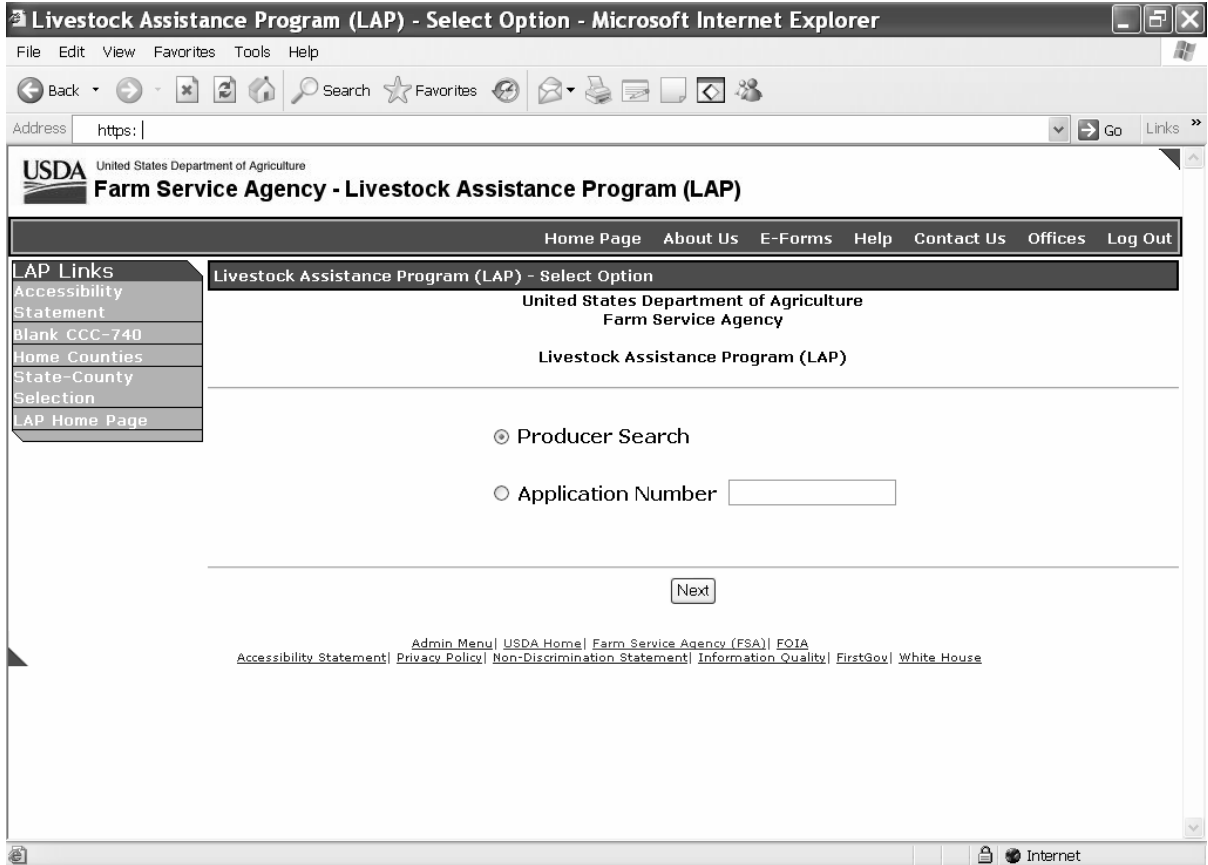 Livestock Assistance Program (LAP) - Select Option - Microsoft Internet Explorer
File Edit View Favorites Tools Help
Back Search Favorites
Address https: Go Links »
USDA United States Department of Agriculture
Farm Service Agency - Livestock Assistance Program (LAP)
Home Page About Us E-Forms Help Contact Us Offices Log Out
LAP Links
Accessibility
Statement
Blank CCC-740
Home Counties
State-County
Selection
LAP Home Page
Livestock Assistance Program (LAP) - Select Option
United States Department of Agriculture
Farm Service Agency
Livestock Assistance Program (LAP)
Producer Search
Application Number
Next
Admin Menu| USDA Home| Farm Service Agency (FSA)| FOIA
Accessibility Statement| Privacy Policy| Non-Discrimination Statement| Information Quality| FirstGov| White House
Internet